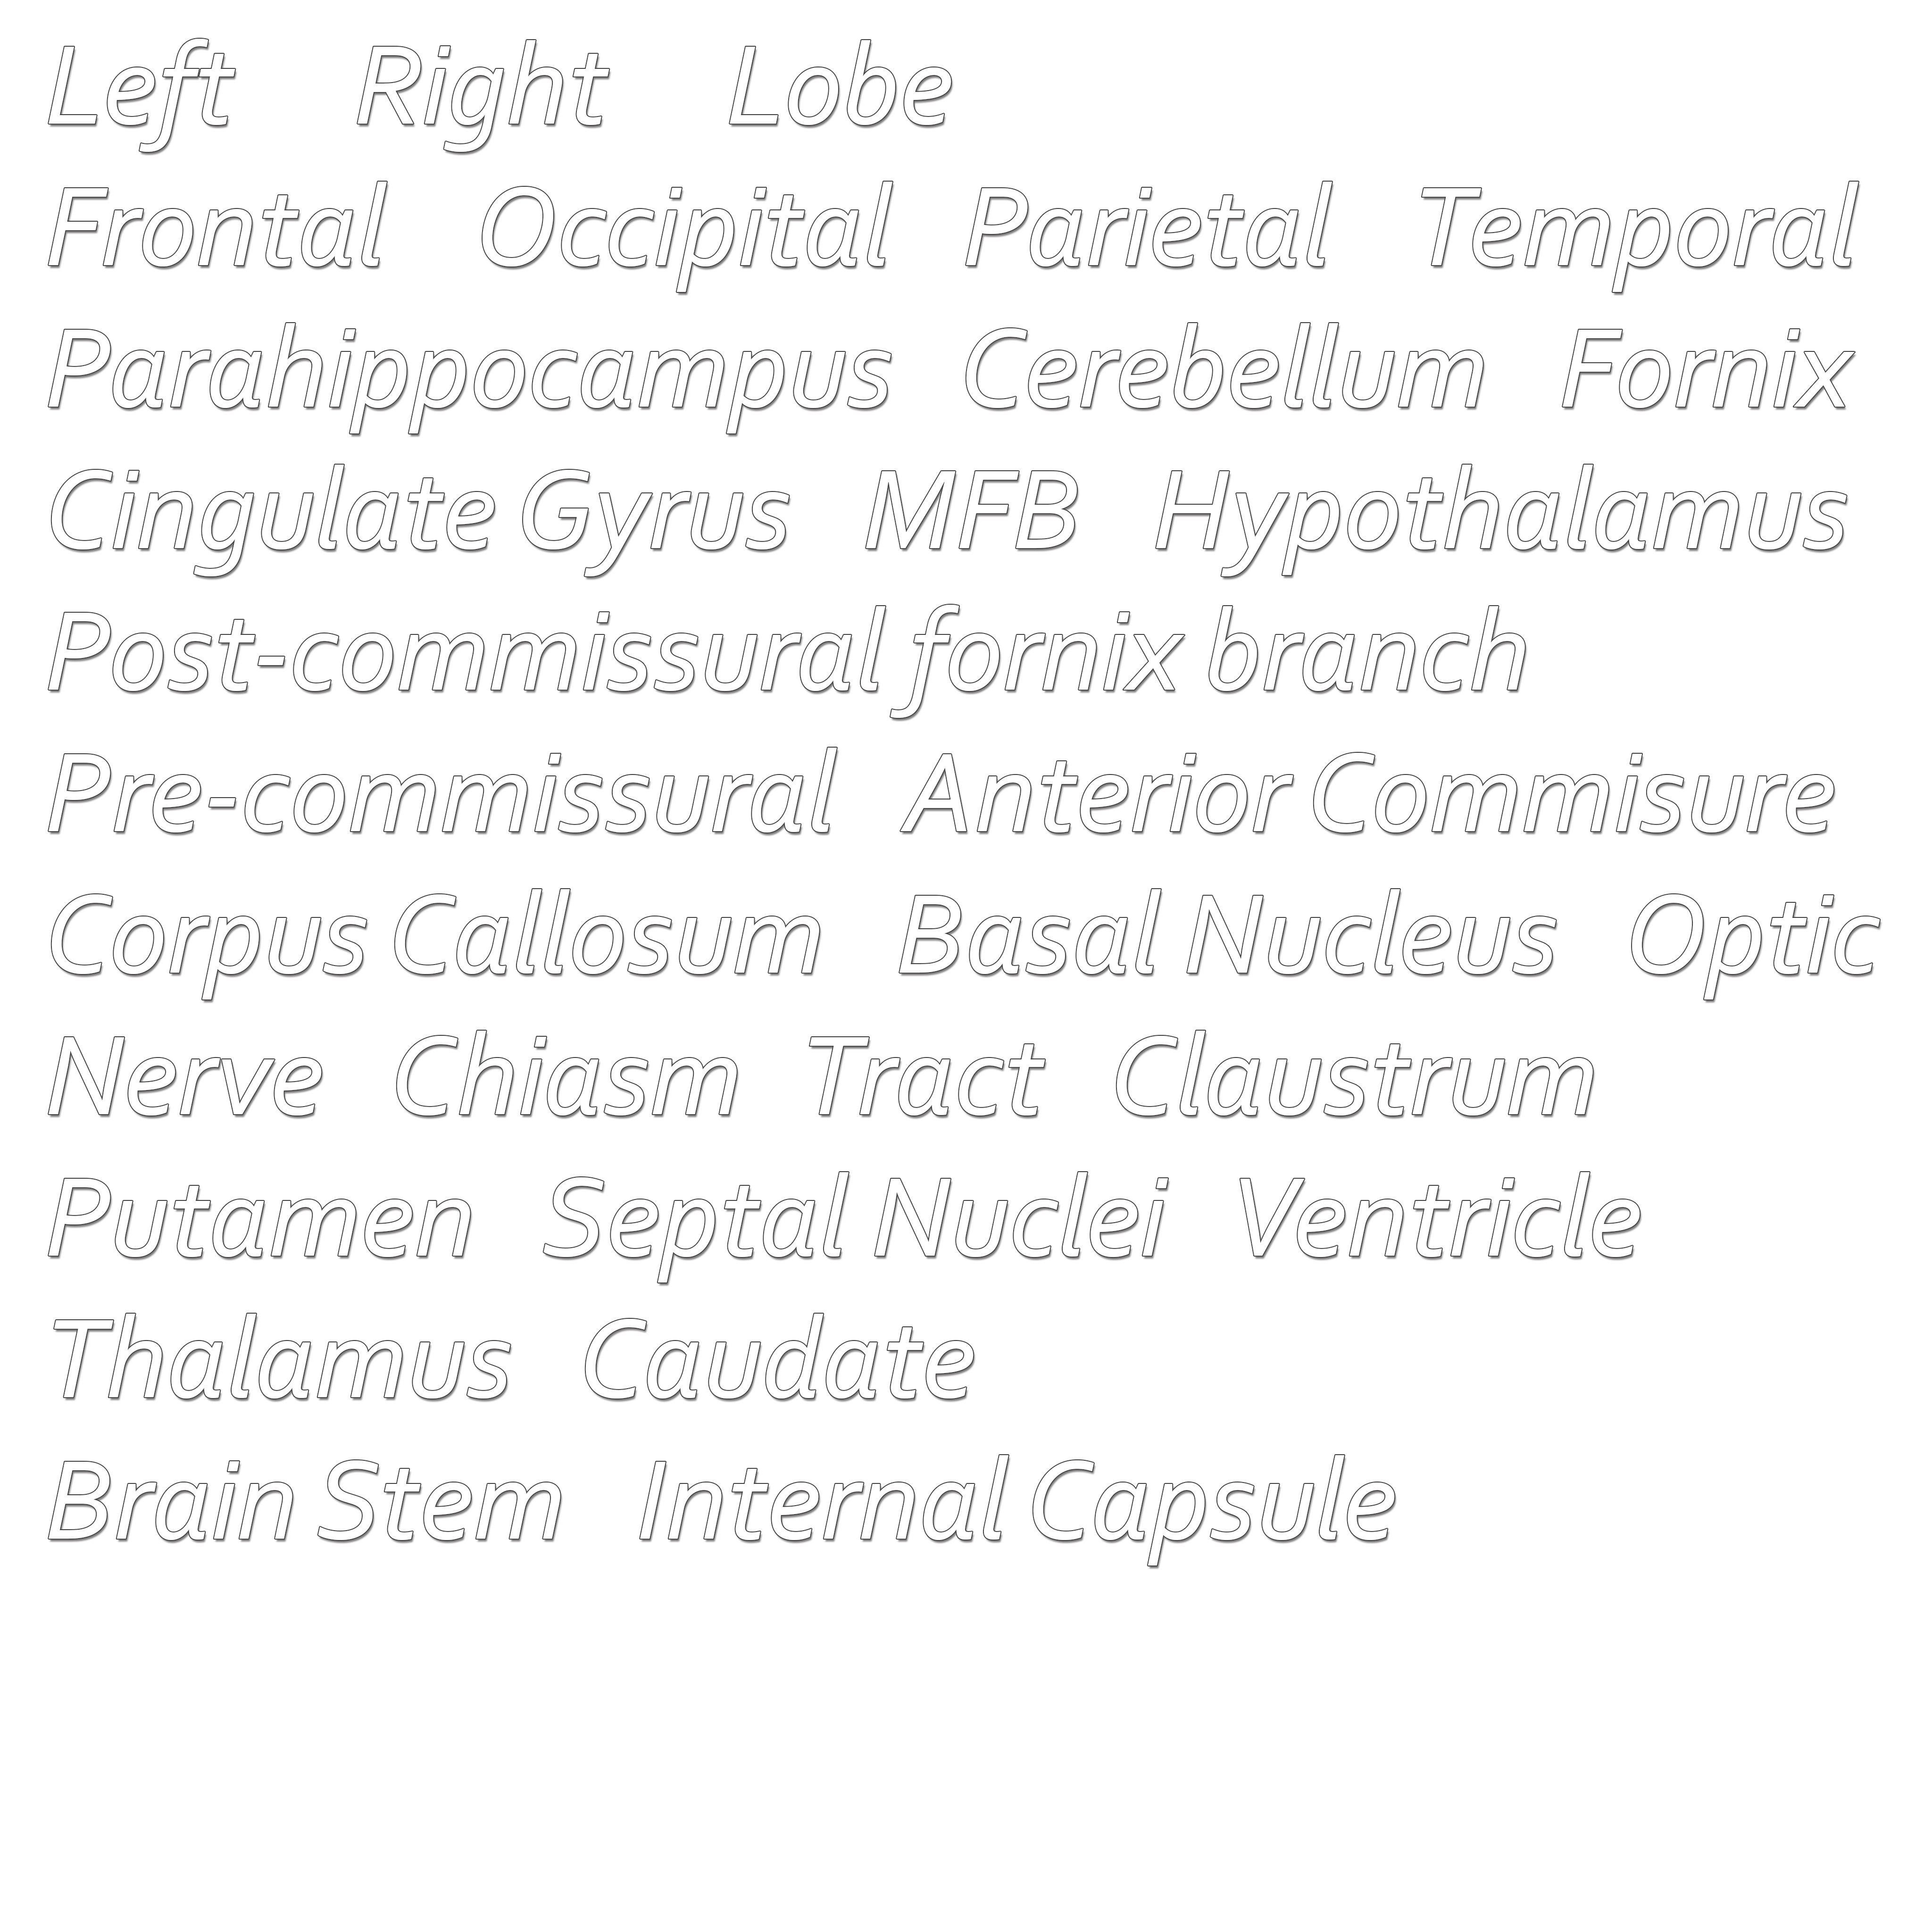 Left Right Lobe
Frontal Occipital Parietal Temporal
Parahippocampus Cerebellum Fornix
Cingulate Gyrus MFB Hypothalamus
Post-commissural fornix branch
Pre-commissural Anterior Commisure
Corpus Callosum Basal Nucleus Optic
Nerve Chiasm Tract Claustrum
Putamen Septal Nuclei Ventricle
Thalamus Caudate
Brain Stem Internal Capsule